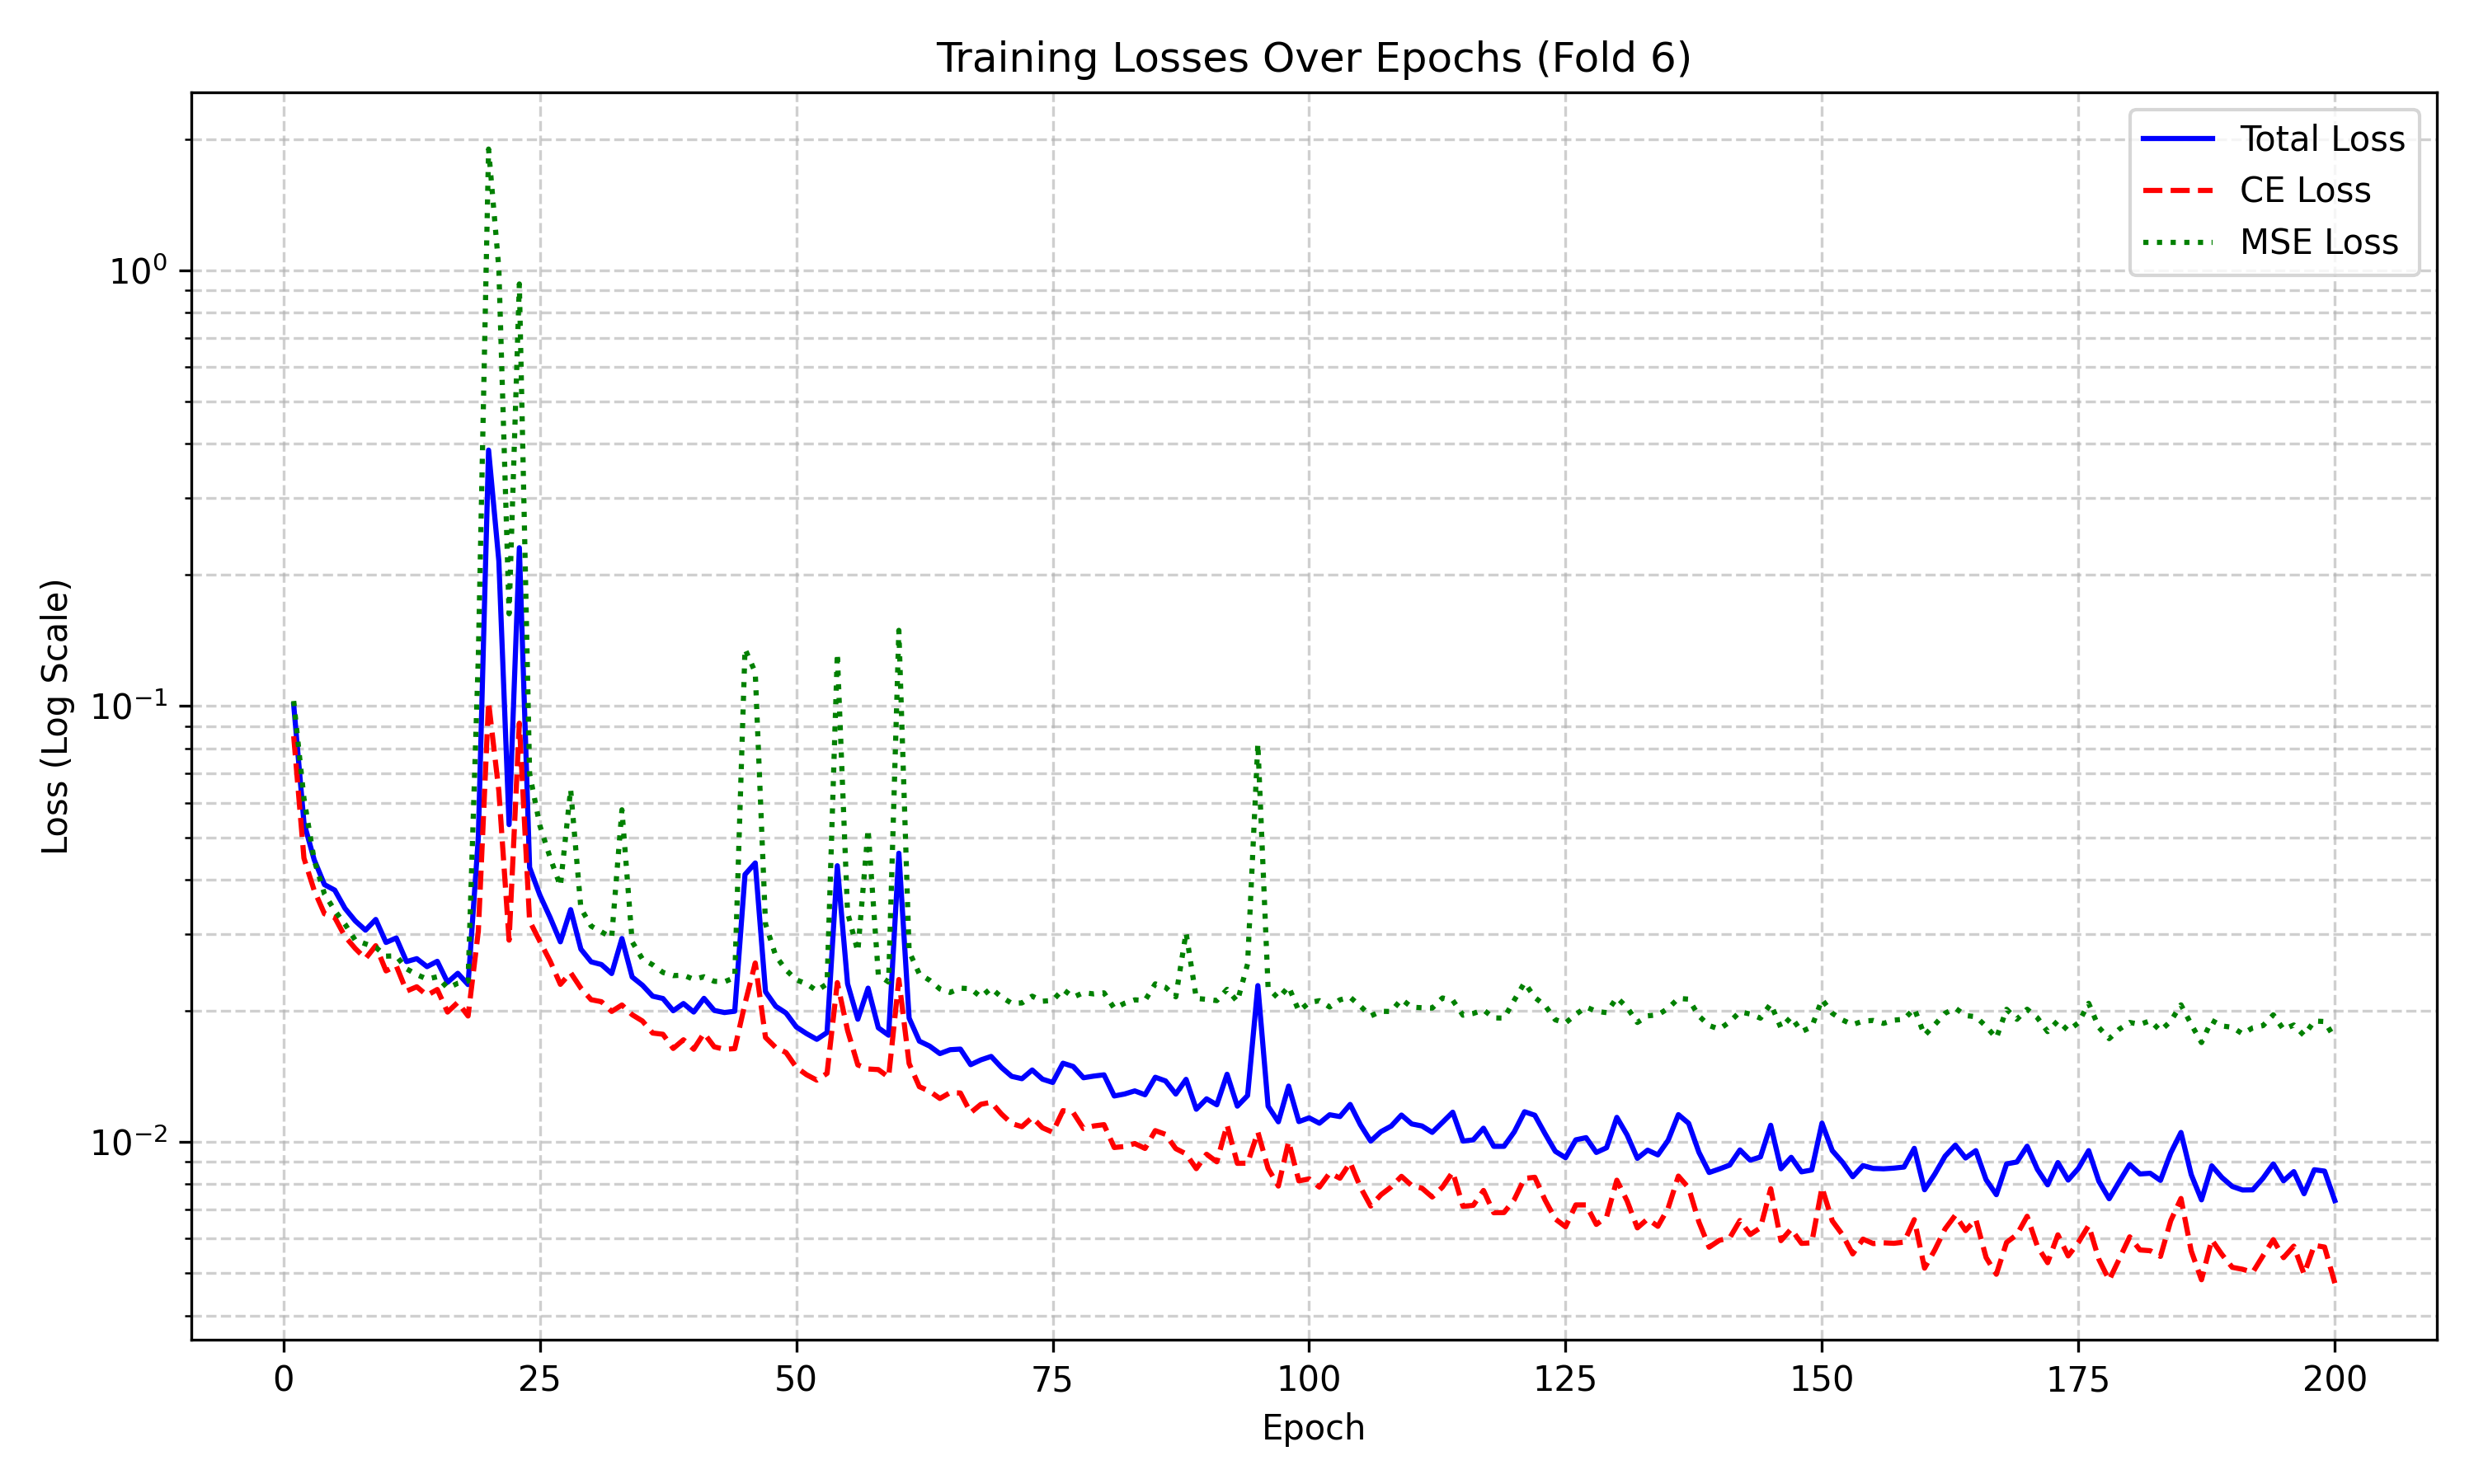 Training Losses Over Epochs (Fold 6)
Total Loss
CE Loss
MSE Loss
Loss (Log Scale)
10⁰
10⁻¹
10⁻²
0 25 50 75 100 125 150 175 200
Epoch